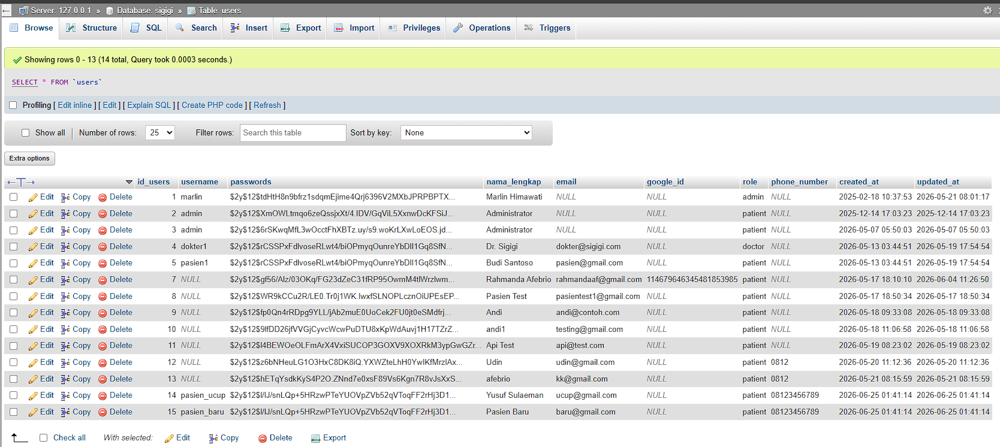 ← Server: 127.0.0.1 » Database: sigigi » Table: users
Browse Structure SQL Search Insert Export Import Privileges Operations Triggers
Showing rows 0 - 13 (14 total, Query took 0.0003 seconds.)
SELECT * FROM `users`
Profiling [ Edit inline ] [ Edit ] [ Explain SQL ] [ Create PHP code ] [ Refresh ]
Show all Number of rows: 25 Filter rows: Search this table Sort by key: None
Extra options
←T→ id_users username passwords nama_lengkap email google_id role phone_number created_at updated_at
Edit Copy Delete 1 marlin $2y$12$tdHtH8n9bfrz1sdqmEjime4Qrj6396V2MXbJPRPBPTX... Marlin Himawati NULL NULL admin NULL 2025-02-18 10:37:53 2026-05-21 08:01:17
Edit Copy Delete 2 admin $2y$12$XmOWLtmqo6zeQssjxXt/4.IDV/GqViL5XxnwDcKFSiJ... Administrator NULL NULL patient NULL 2025-12-14 17:03:23 2025-12-14 17:03:23
Edit Copy Delete 3 admin $2y$12$6rSKwqMfL3wOcctFhXBTz.uy/s9.woKrLXwLoEOS.jd... Administrator NULL NULL patient NULL 2026-05-07 05:50:03 2026-05-07 05:50:03
Edit Copy Delete 4 dokter1 $2y$12$rCSSPxFdlvoseRLwt4/biOPmyqOunreYbDIl1Gq8SfN... Dr. Sigigi dokter@sigigi.com NULL doctor NULL 2026-05-13 03:44:51 2026-05-19 17:54:54
Edit Copy Delete 5 pasien1 $2y$12$rCSSPxFdlvoseRLwt4/biOPmyqOunreYbDIl1Gq8SfN... Budi Santoso pasien@gmail.com NULL patient NULL 2026-05-13 03:44:51 2026-05-19 17:54:54
Edit Copy Delete 7 NULL $2y$12$gf56/Alz/03OKq/FG23dZeC31fRP95OwmM4tlWrzlwm... Rahmanda Afebrio rahmandaaf@gmail.com 114679646345481853985 patient NULL 2026-05-17 18:10:10 2026-06-04 11:26:50
Edit Copy Delete 8 NULL $2y$12$WR9kCCu2R/LE0.Tr0j1WK.lwxfSLNOPLcznOiUPEsEP... Pasien Test pasientest1@gmail.com NULL patient NULL 2026-05-17 18:50:34 2026-05-17 18:50:34
Edit Copy Delete 9 NULL $2y$12$fp0Qn4rRDpg9YLL/jAb2muE0UoCek2FU0jt0eSMdfrj... Andi andi@contoh.com NULL patient NULL 2026-05-18 09:33:08 2026-05-18 09:33:08
Edit Copy Delete 10 NULL $2y$12$9lfDD26jfVVGjCyvcWcwPuDTU8xKpWdAuvj1H17TZrZ... andi1 testing@gmail.com NULL patient NULL 2026-05-18 11:06:58 2026-05-18 11:06:58
Edit Copy Delete 11 NULL $2y$12$I4BEWOeOLFmArX4VxiSUCOP3GOXV9XOXRkM3ypGwGZr... Api Test api@test.com NULL patient NULL 2026-05-19 08:23:02 2026-05-19 08:23:02
Edit Copy Delete 12 NULL $2y$12$z6bNHeuLG1O3HxC8DK8iQ.YXWZteLhH0YwIKfMrzlAx... Udin udin@gmail.com NULL patient 0812 2026-05-20 11:12:36 2026-05-20 11:12:36
Edit Copy Delete 13 NULL $2y$12$hETqYsdkKyS4P2O.ZNnd7e0xsF89Vs6Kgn7R8vJsXxS... afebrio kk@gmail.com NULL patient 0812 2026-05-21 08:15:59 2026-05-21 08:15:59
Edit Copy Delete 14 pasien_ucup $2y$12$l/lJ/snLQp+5HRzwPTeYUOVpZVb52qVToqFF2rHj3D1... Yusuf Sulaeman ucup@gmail.com NULL patient 08123456789 2026-06-25 01:41:14 2026-06-25 01:41:14
Edit Copy Delete 15 pasien_baru $2y$12$l/lJ/snLQp+5HRzwPTeYUOVpZVb52qVToqFF2rHj3D1... Pasien Baru baru@gmail.com NULL patient 08123456789 2026-06-25 01:41:14 2026-06-25 01:41:14
Check all With selected: Edit Copy Delete Export